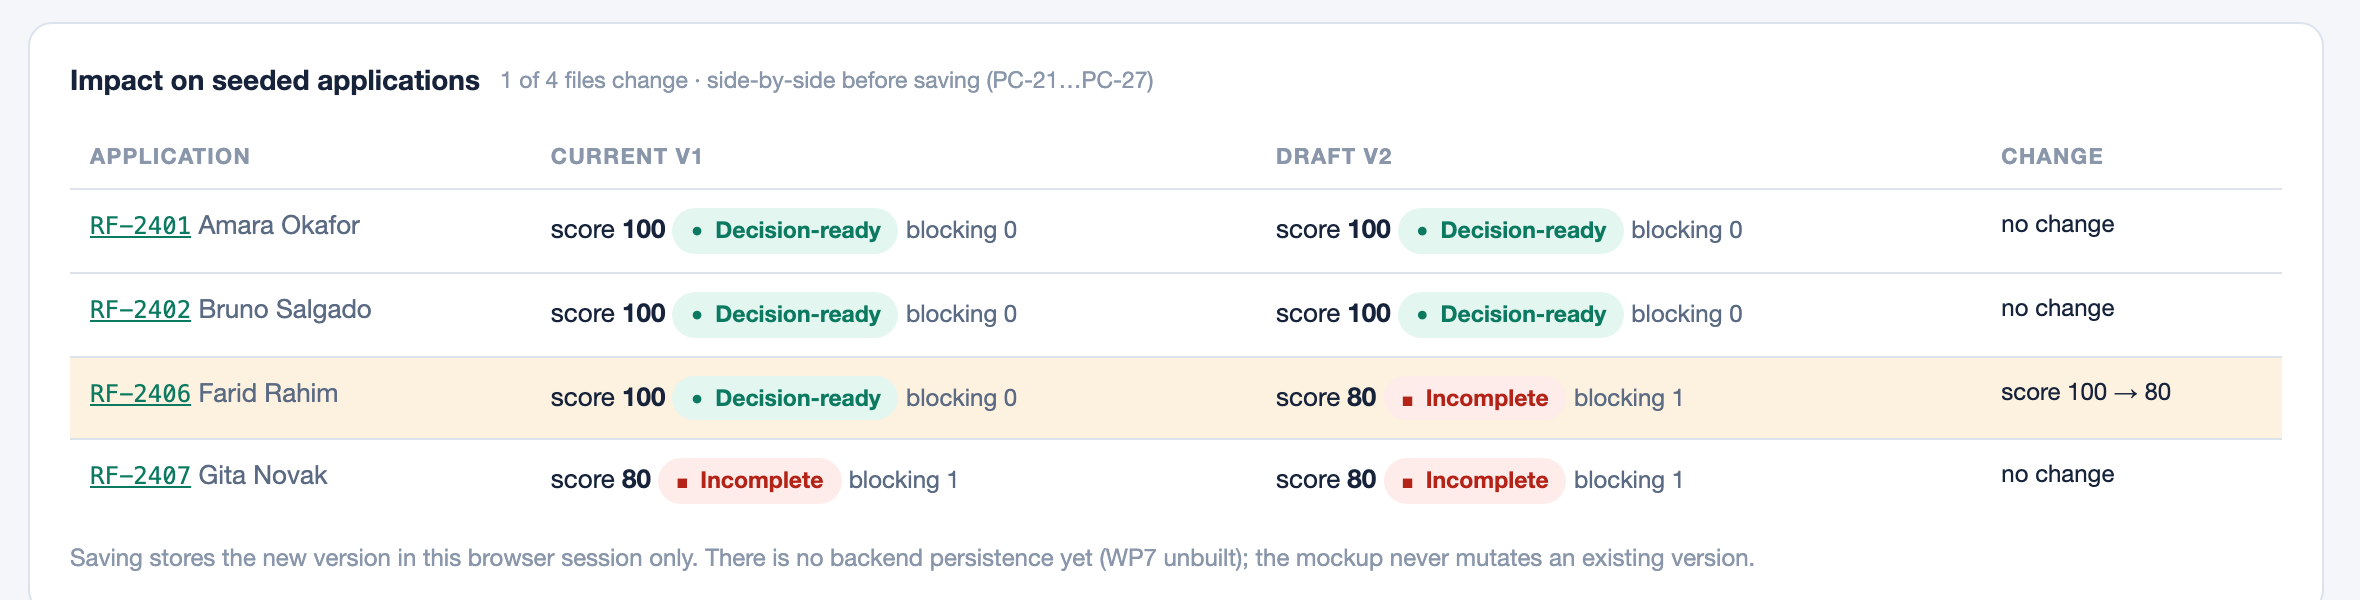 Impact on seeded applications 1 of 4 files change · side-by-side before saving (PC-21…PC-27)
APPLICATION CURRENT V1 DRAFT V2 CHANGE
RF-2401 Amara Okafor score 100 • Decision-ready blocking 0 score 100 • Decision-ready blocking 0 no change
RF-2402 Bruno Salgado score 100 • Decision-ready blocking 0 score 100 • Decision-ready blocking 0 no change
RF-2406 Farid Rahim score 100 • Decision-ready blocking 0 score 80 ▪ Incomplete blocking 1 score 100 → 80
RF-2407 Gita Novak score 80 ▪ Incomplete blocking 1 score 80 ▪ Incomplete blocking 1 no change
Saving stores the new version in this browser session only. There is no backend persistence yet (WP7 unbuilt); the mockup never mutates an existing version.